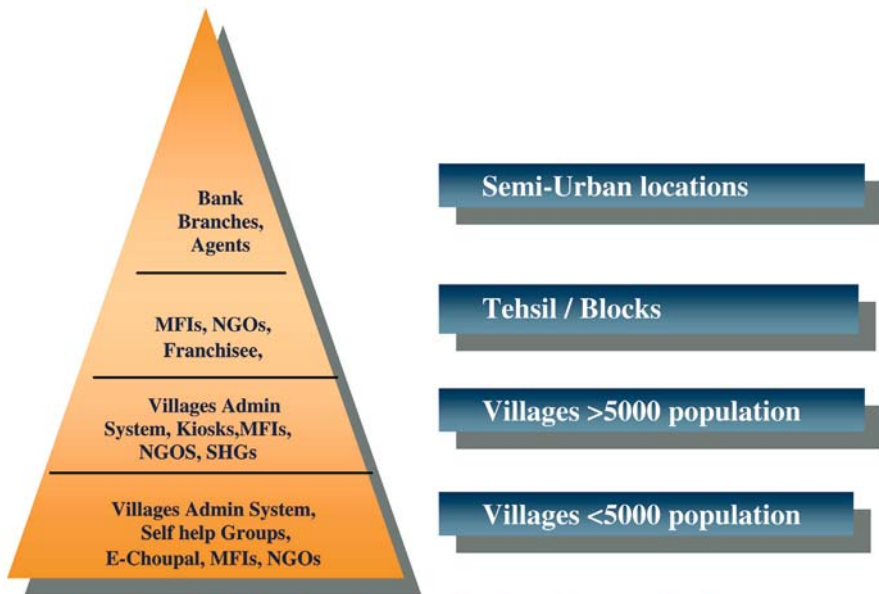 Bank
Branches,
Agents
Semi-Urban locations
MFIs, NGOs,
Franchisee,
Tehsil / Blocks
Villages Admin
System, Kiosks,MFIs,
NGOS, SHGs
Villages >5000 population
Villages Admin System,
Self help Groups,
E-Choupal, MFIs, NGOs
Villages <5000 population